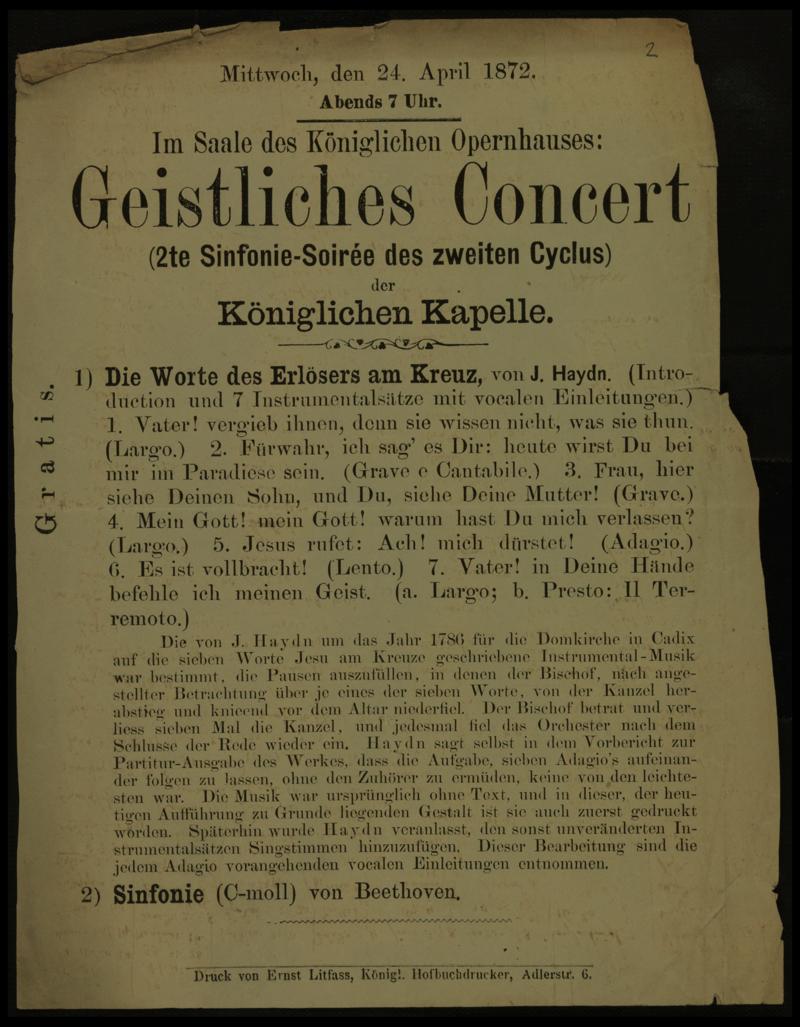 2
Mittwoch, den 24. April 1872.
Abends 7 Uhr.
Im Saale des Königlichen Opernhauses:
Geistliches Concert
(2te Sinfonie-Soirée des zweiten Cyclus)
der
Königlichen Kapelle.
Gratis.
1) Die Worte des Erlösers am Kreuz, von J. Haydn. (Intro-
duction und 7 Instrumentalsätze mit vocalen Einleitungen.)
1. Vater! vergieb ihnen, denn sie wissen nicht, was sie thun.
(Largo.) 2. Fürwahr, ich sag' es Dir: heute wirst Du bei
mir im Paradiese sein. (Grave e Cantabile.) 3. Frau, hier
siehe Deinen Sohn, und Du, siehe Deine Mutter! (Grave.)
4. Mein Gott! mein Gott! warum hast Du mich verlassen?
(Largo.) 5. Jesus rufet: Ach! mich dürstet! (Adagio.)
6. Es ist vollbracht! (Lento.) 7. Vater! in Deine Hände
befehle ich meinen Geist. (a. Largo; b. Presto: Il Ter-
remoto.)
Die von J. Haydn um das Jahr 1786 für die Domkirche in Cadix
auf die sieben Worte Jesu am Kreuze geschriebene Instrumental-Musik
war bestimmt, die Pausen auszufüllen, in denen der Bischof, nach ange-
stellter Betrachtung über je eines der sieben Worte, von der Kanzel her-
abstieg und knieend vor dem Altar niederfiel. Der Bischof betrat und ver-
liess sieben Mal die Kanzel, und jedesmal fiel das Orchester nach dem
Schlusse der Rede wieder ein. Haydn sagt selbst in dem Vorbericht zur
Partitur-Ausgabe des Werkes, dass die Aufgabe, sieben Adagio's aufeinan-
der folgen zu lassen, ohne den Zuhörer zu ermüden, keine von den leichte-
sten war. Die Musik war ursprünglich ohne Text, und in dieser, der heu-
tigen Aufführung zu Grunde liegenden Gestalt ist sie auch zuerst gedruckt
worden. Späterhin wurde Haydn veranlasst, den sonst unveränderten In-
strumentalsätzen Singstimmen hinzuzufügen. Dieser Bearbeitung sind die
jedem Adagio vorangehenden vocalen Einleitungen entnommen.
2) Sinfonie (C-moll) von Beethoven.
Druck von Ernst Litfass, Königl. Hofbuchdrucker, Adlerstr. 6.